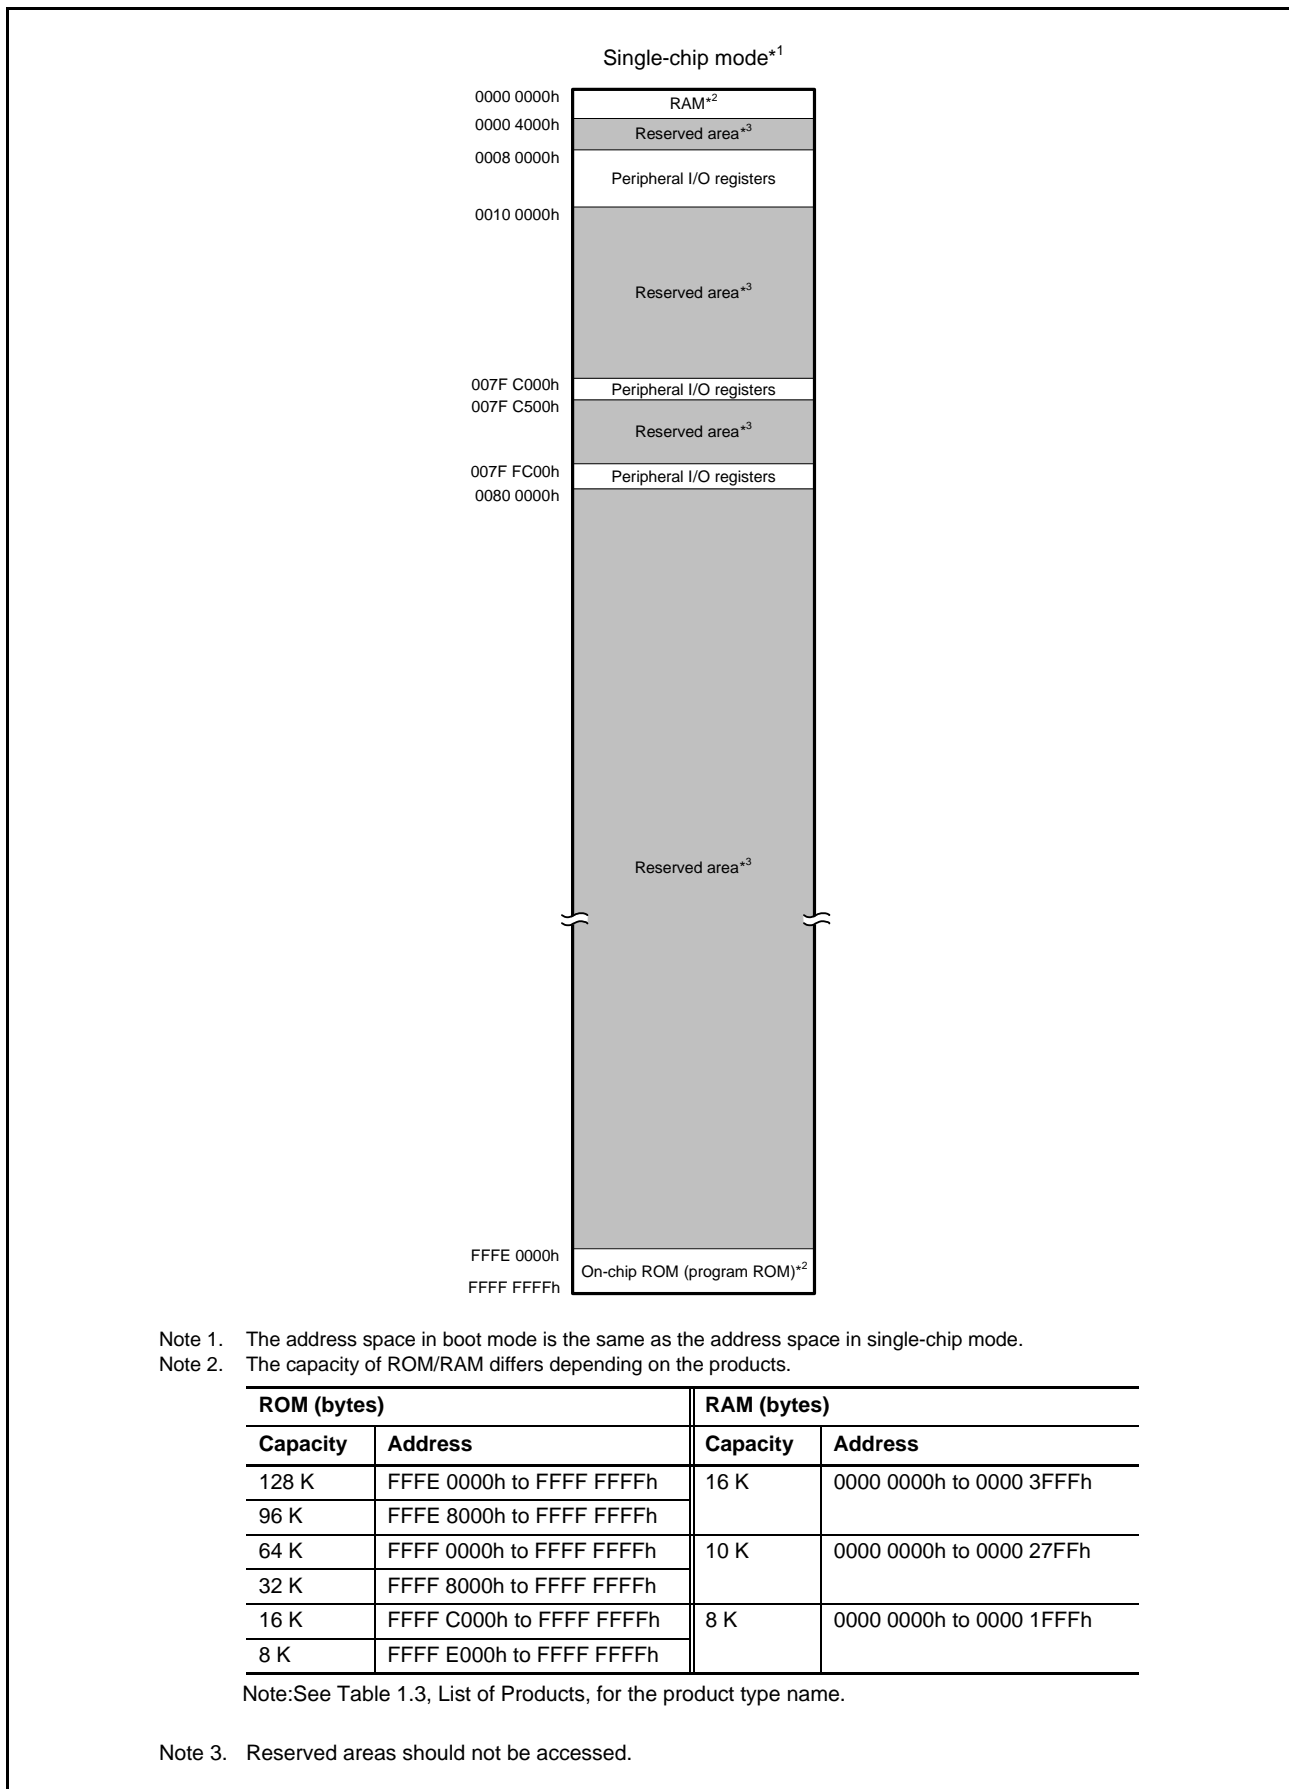 Single-chip mode*1
0000 0000h
RAM*2
0000 4000h
Reserved area*3
0008 0000h
Peripheral I/O registers
0010 0000h
Reserved area*3
007F C000h
Peripheral I/O registers
007F C500h
Reserved area*3
007F FC00h
Peripheral I/O registers
0080 0000h
Reserved area*3
FFFE 0000h
On-chip ROM (program ROM)*2
FFFF FFFFh
Note 1. The address space in boot mode is the same as the address space in single-chip mode.
Note 2. The capacity of ROM/RAM differs depending on the products.
ROM (bytes) RAM (bytes)
Capacity Address Capacity Address
128 K FFFE 0000h to FFFF FFFFh 16 K 0000 0000h to 0000 3FFFh
96 K FFFE 8000h to FFFF FFFFh
64 K FFFF 0000h to FFFF FFFFh 10 K 0000 0000h to 0000 27FFh
32 K FFFF 8000h to FFFF FFFFh
16 K FFFF C000h to FFFF FFFFh 8 K 0000 0000h to 0000 1FFFh
8 K FFFF E000h to FFFF FFFFh
Note:See Table 1.3, List of Products, for the product type name.
Note 3. Reserved areas should not be accessed.